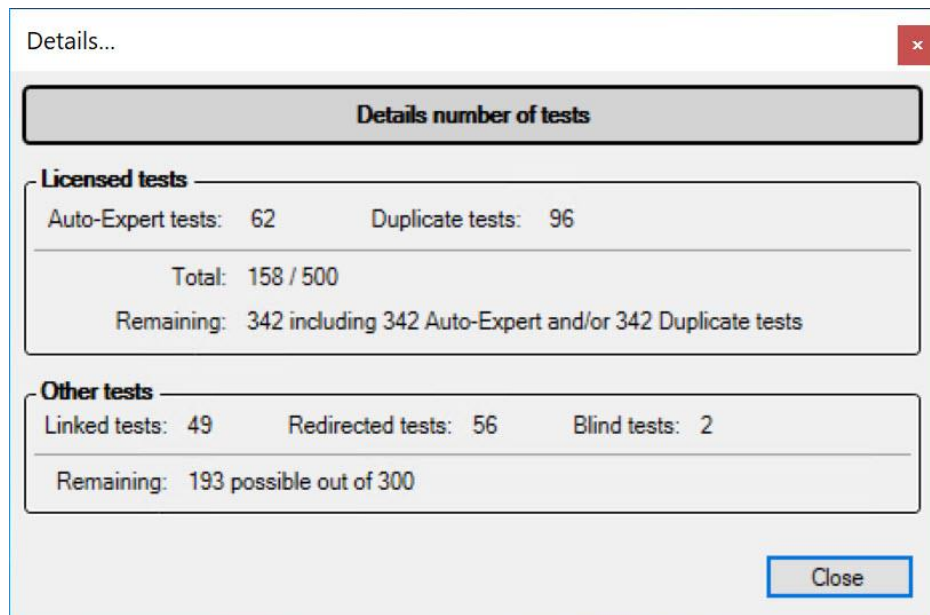 Details...
x
Details number of tests
Licensed tests
Auto-Expert tests: 62 Duplicate tests: 96
Total: 158 / 500
Remaining: 342 including 342 Auto-Expert and/or 342 Duplicate tests
Other tests
Linked tests: 49 Redirected tests: 56 Blind tests: 2
Remaining: 193 possible out of 300
Close